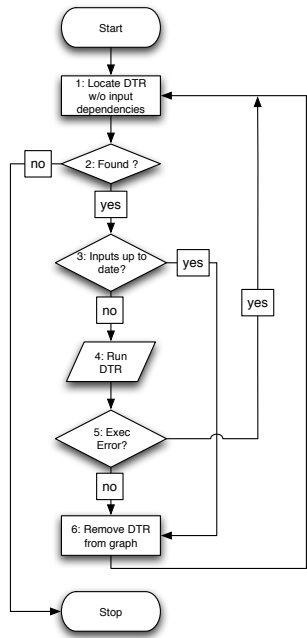 Start
1: Locate DTR
w/o input
dependencies
no
2: Found ?
yes
3: Inputs up to
date?
yes
no
yes
4: Run
DTR
5: Exec
Error?
no
6: Remove DTR
from graph
Stop